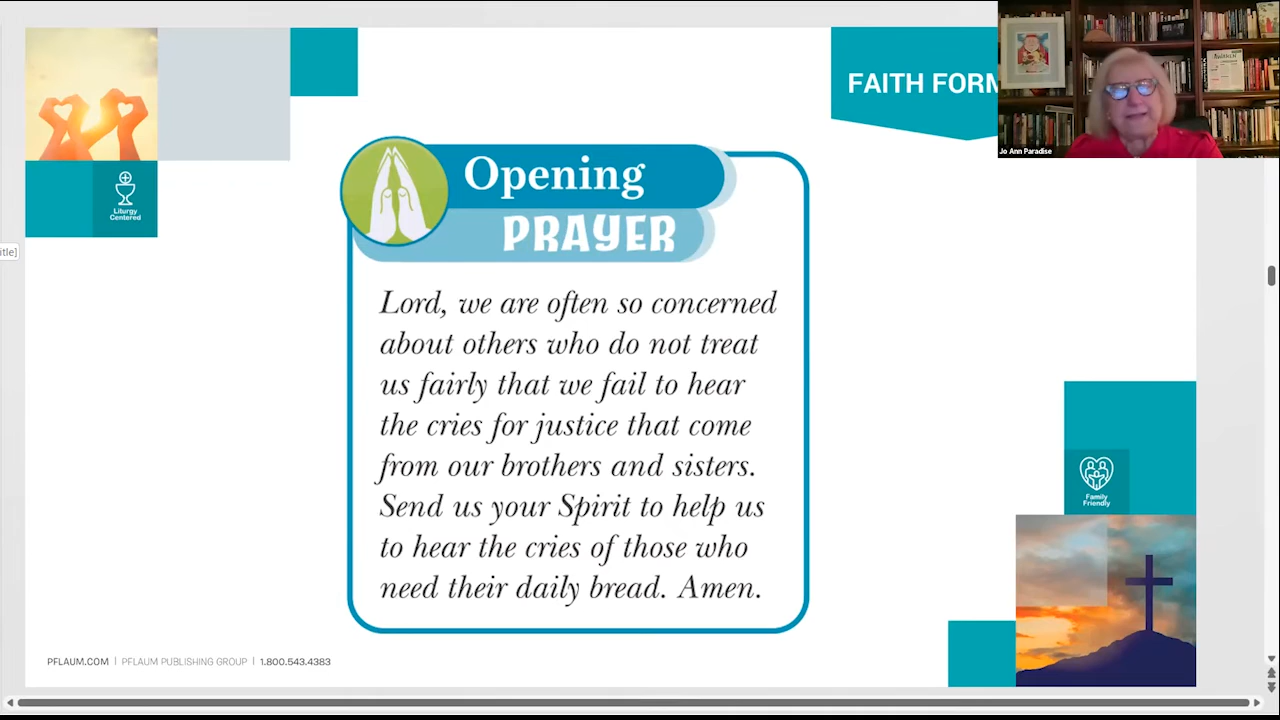 FAITH FORM
Jo Ann Paradise
Liturgy
Centered
itle]
Opening
PRAYER
Lord, we are often so concerned
about others who do not treat
us fairly that we fail to hear
the cries for justice that come
from our brothers and sisters.
Send us your Spirit to help us
to hear the cries of those who
need their daily bread. Amen.
Family
Friendly
PFLAUM.COM | PFLAUM PUBLISHING GROUP | 1.800.543.4383